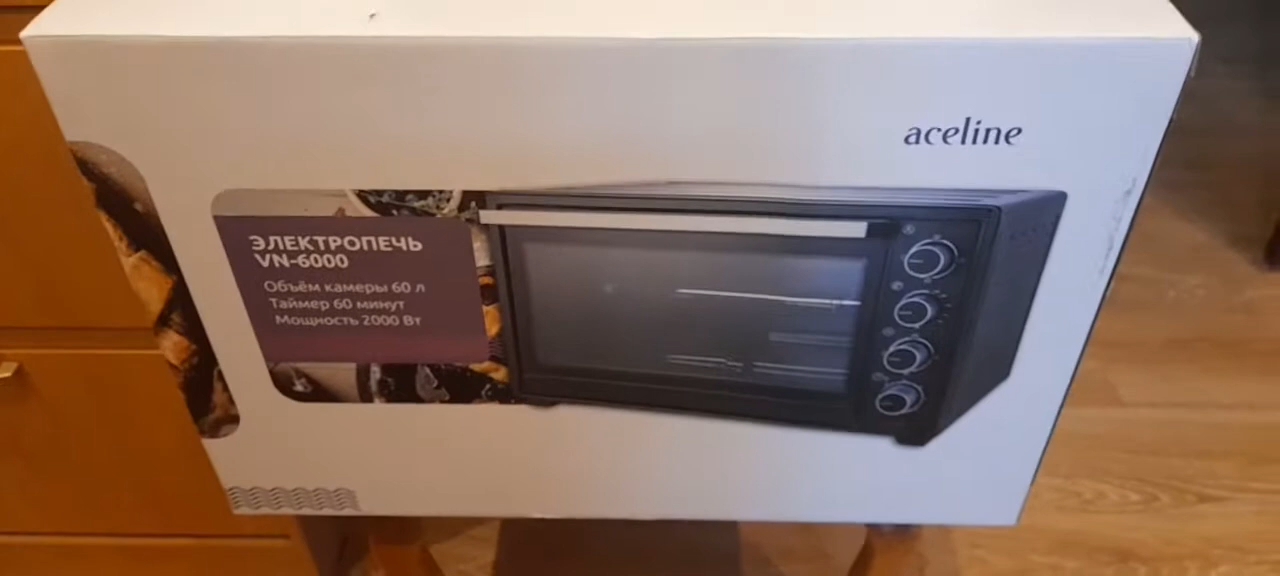 aceline
ЭЛЕКТРОПЕЧЬ
VN-6000
Объём камеры 60 л
Таймер 60 минут
Мощность 2000 Вт